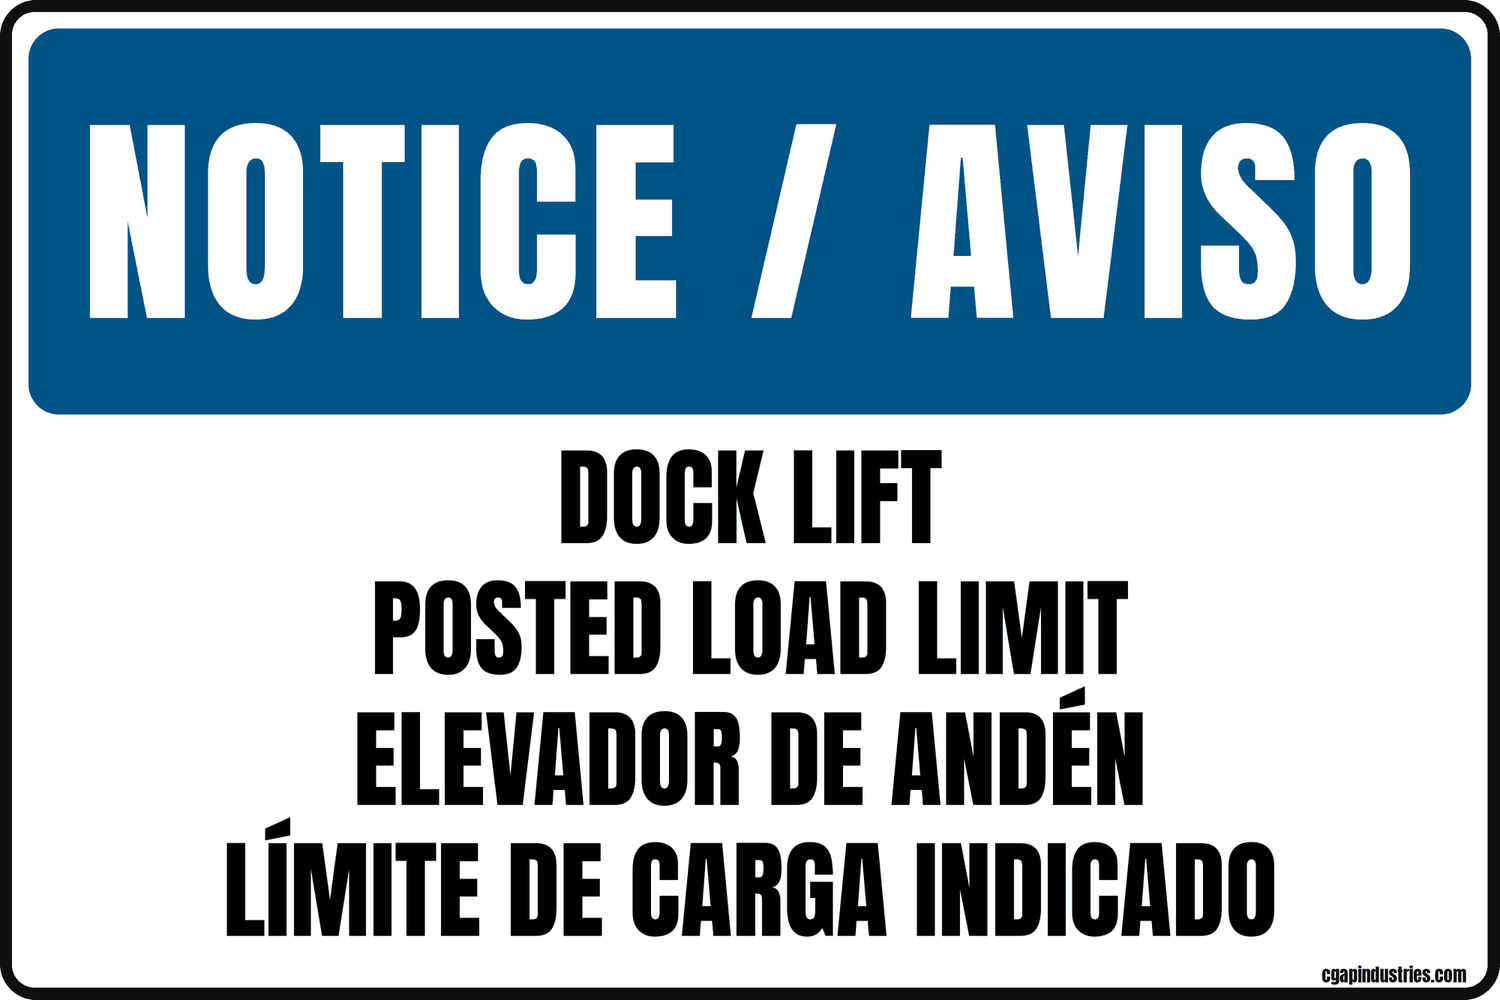 NOTICE / AVISO
DOCK LIFT
POSTED LOAD LIMIT
ELEVADOR DE ANDÉN
LÍMITE DE CARGA INDICADO
cgapindustries.com